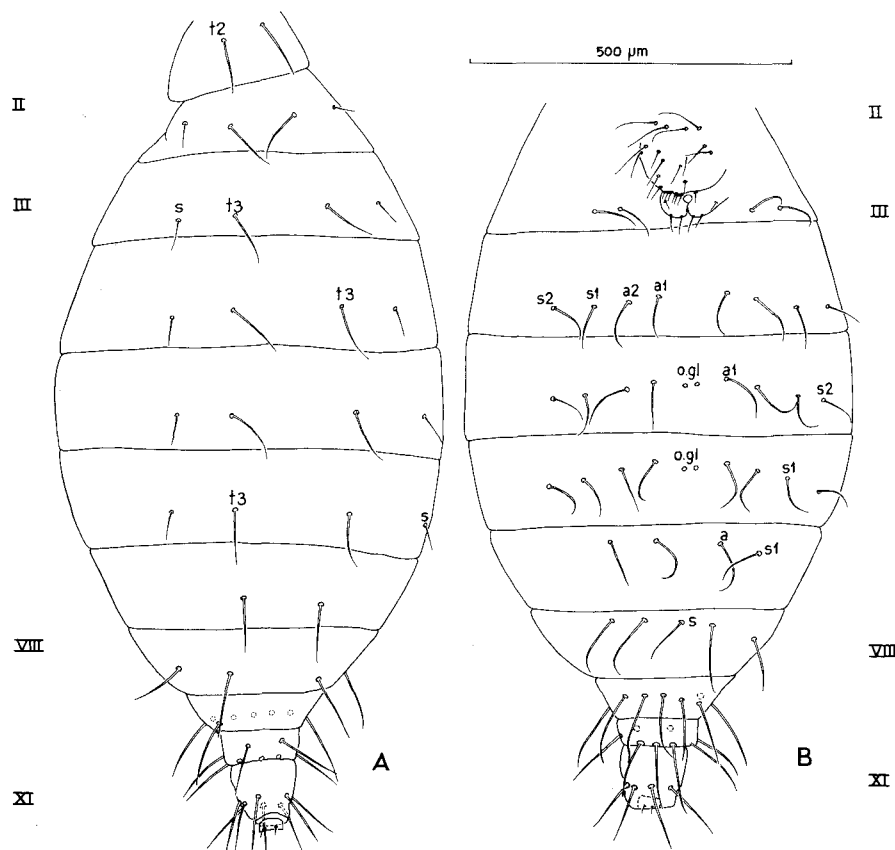 t2
II
III
s
t3
t3
t3
s
VIII
XI
A
500 µm
II
III
s2
s1
a2
a1
o.gl
a1
s2
o.gl
s1
a
s1
s
VIII
XI
B